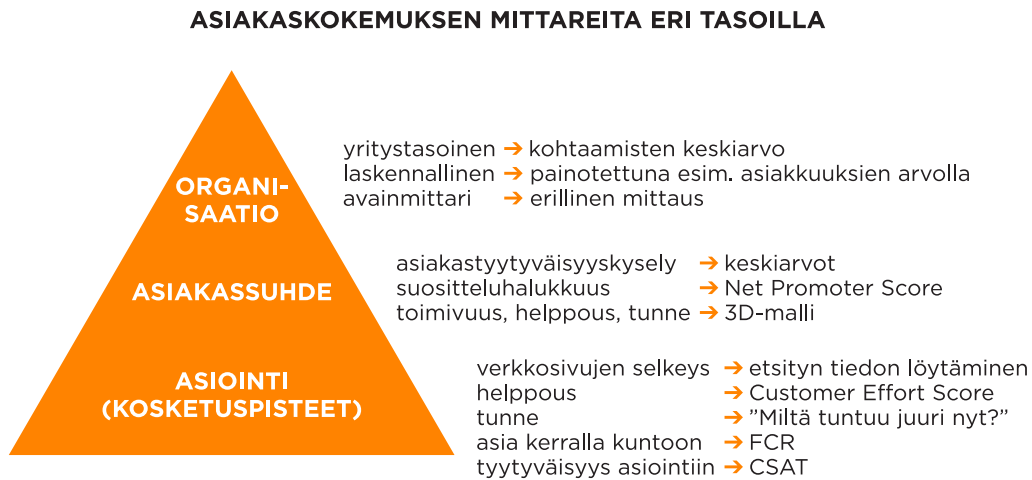 ASIAKASKOKEMUKSEN MITTAREITA ERI TASOILLA
ORGANI-
SAATIO
yritystasoinen ➔ kohtaamisten keskiarvo
laskennallinen ➔ painotettuna esim. asiakkuuksien arvolla
avainmittari ➔ erillinen mittaus
ASIAKASSUHDE
asiakastyytyväisyyskysely ➔ keskiarvot
suositteluhalukkuus ➔ Net Promoter Score
toimivuus, helppous, tunne ➔ 3D-malli
ASIOINTI
(KOSKETUSPISTEET)
verkkosivujen selkeys ➔ etsityn tiedon löytäminen
helppous ➔ Customer Effort Score
tunne ➔ ”Miltä tuntuu juuri nyt?”
asia kerralla kuntoon ➔ FCR
tyytyväisyys asiointiin ➔ CSAT